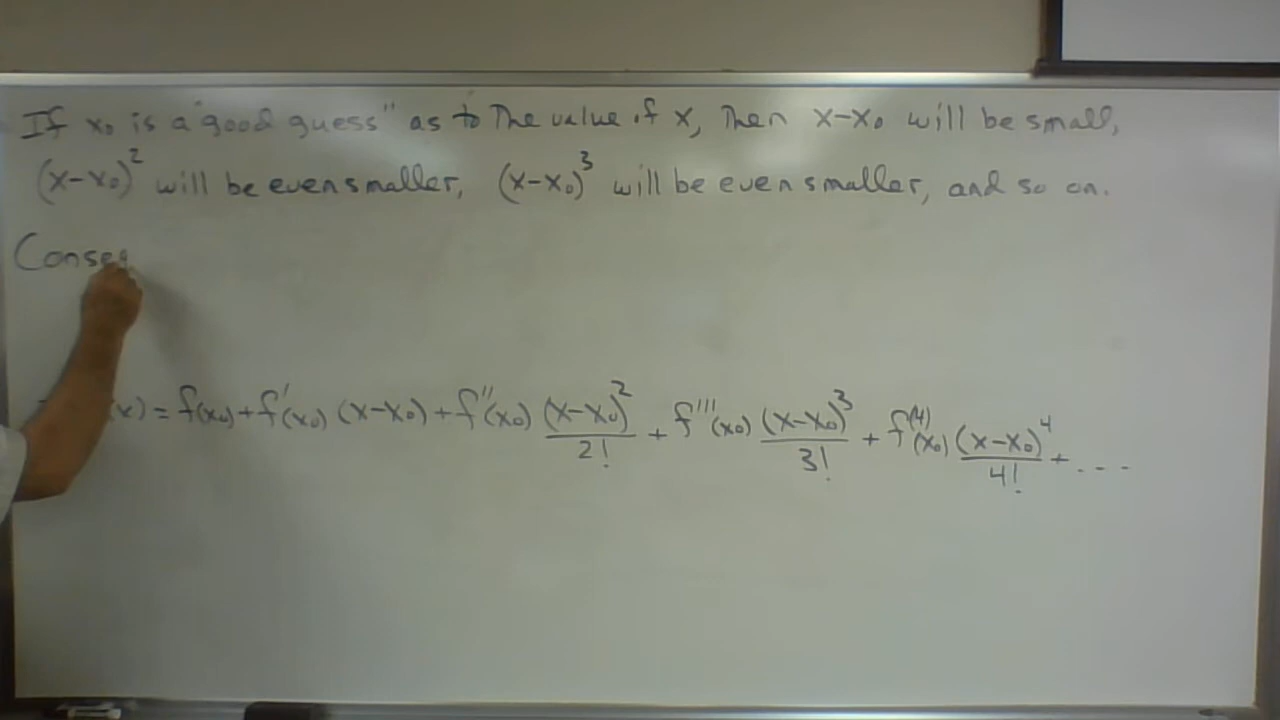 If x₀ is a "good guess" as to The value of x, Then x-x₀ will be small,
(x-x₀)² will be even smaller, (x-x₀)³ will be even smaller, and so on.
Conseq
(x) = f(x₀) + f'(x₀) (x-x₀) + f''(x₀) (x-x₀)²/2! + f'''(x₀) (x-x₀)³/3! + f⁽⁴⁾(x₀) (x-x₀)⁴/4! + ...